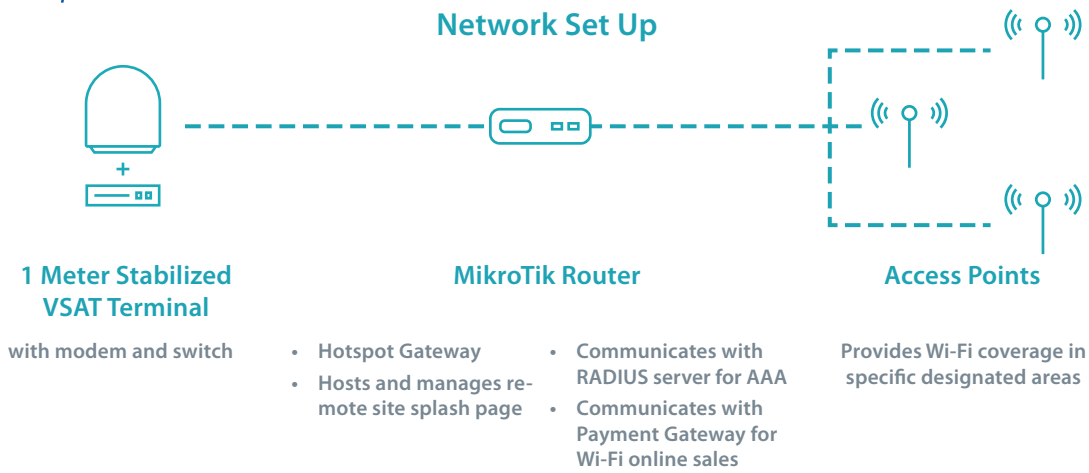 Network Set Up
+
1 Meter Stabilized
VSAT Terminal
with modem and switch
MikroTik Router
• Hotspot Gateway
• Hosts and manages re-
mote site splash page
• Communicates with
RADIUS server for AAA
• Communicates with
Payment Gateway for
Wi-Fi online sales
Access Points
Provides Wi-Fi coverage in
specific designated areas